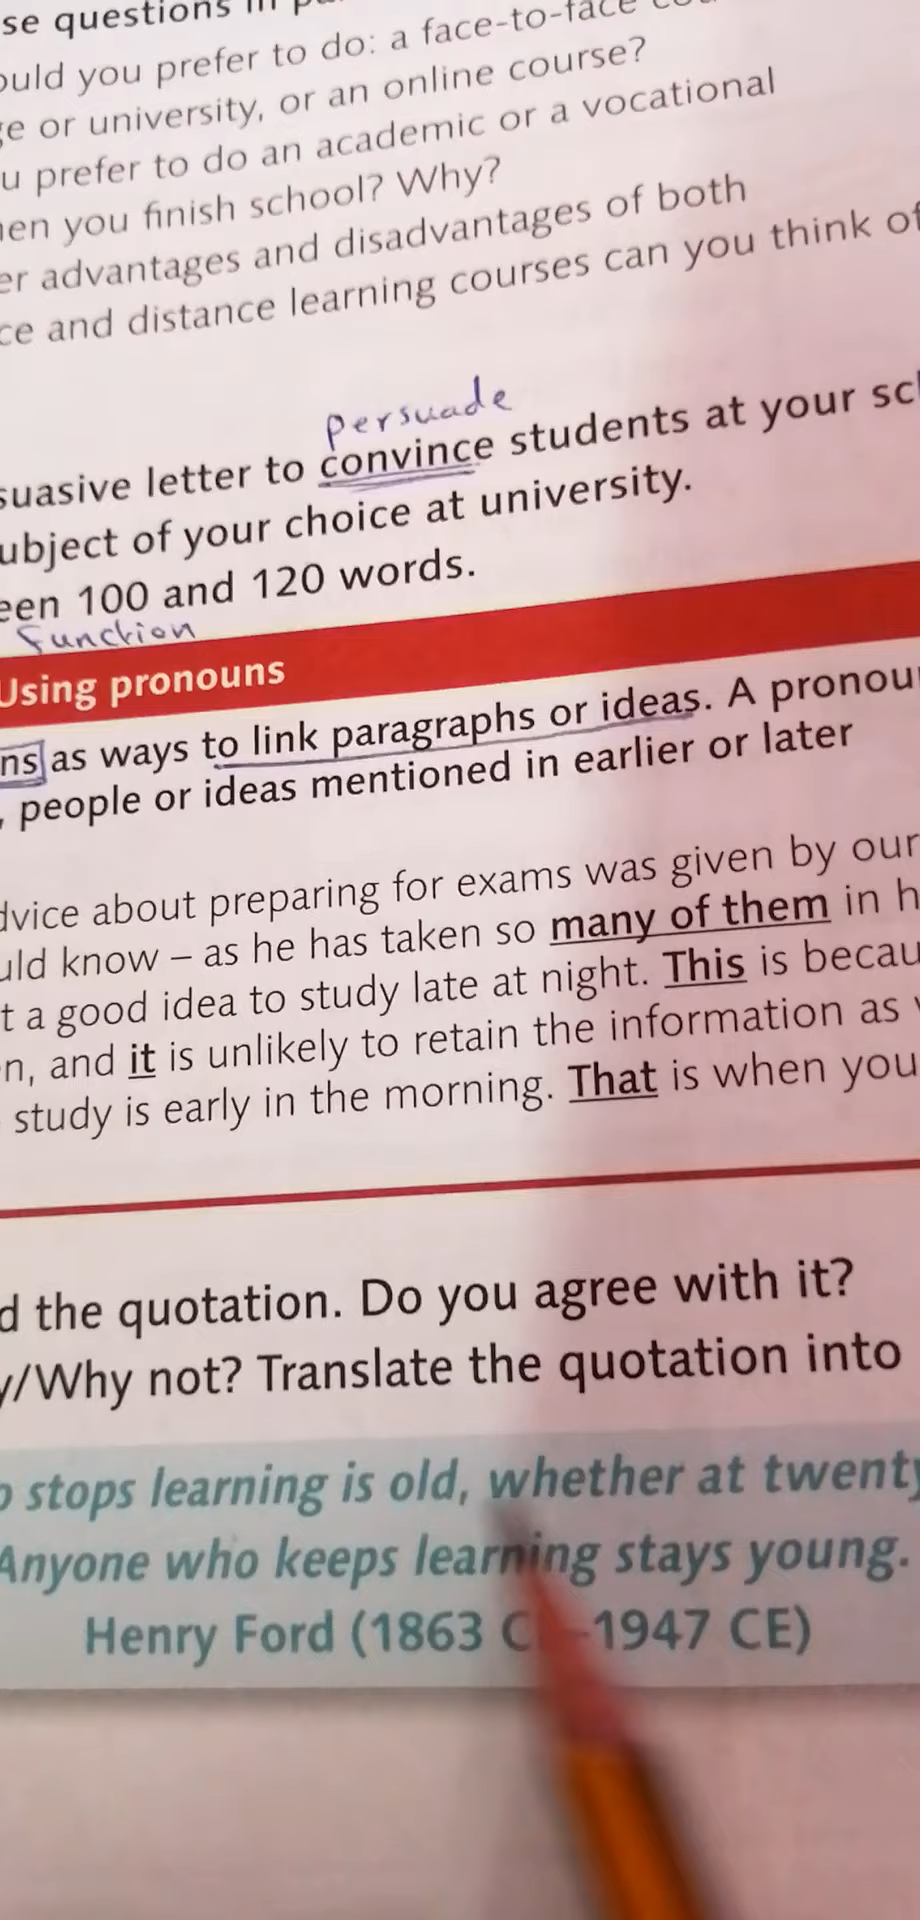 se questions in
ould you prefer to do: a face-to-face
ge or university, or an online course?
u prefer to do an academic or a vocational
hen you finish school? Why?
er advantages and disadvantages of both
ce and distance learning courses can you think of
persuade
suasive letter to convince students at your sch
ubject of your choice at university.
een 100 and 120 words.
Function
Using pronouns
ns as ways to link paragraphs or ideas. A pronou
, people or ideas mentioned in earlier or later
dvice about preparing for exams was given by our
uld know – as he has taken so many of them in h
t a good idea to study late at night. This is becau
n, and it is unlikely to retain the information as
study is early in the morning. That is when you
d the quotation. Do you agree with it?
y/Why not? Translate the quotation into
o stops learning is old, whether at twenty
Anyone who keeps learning stays young.
Henry Ford (1863 C -1947 CE)